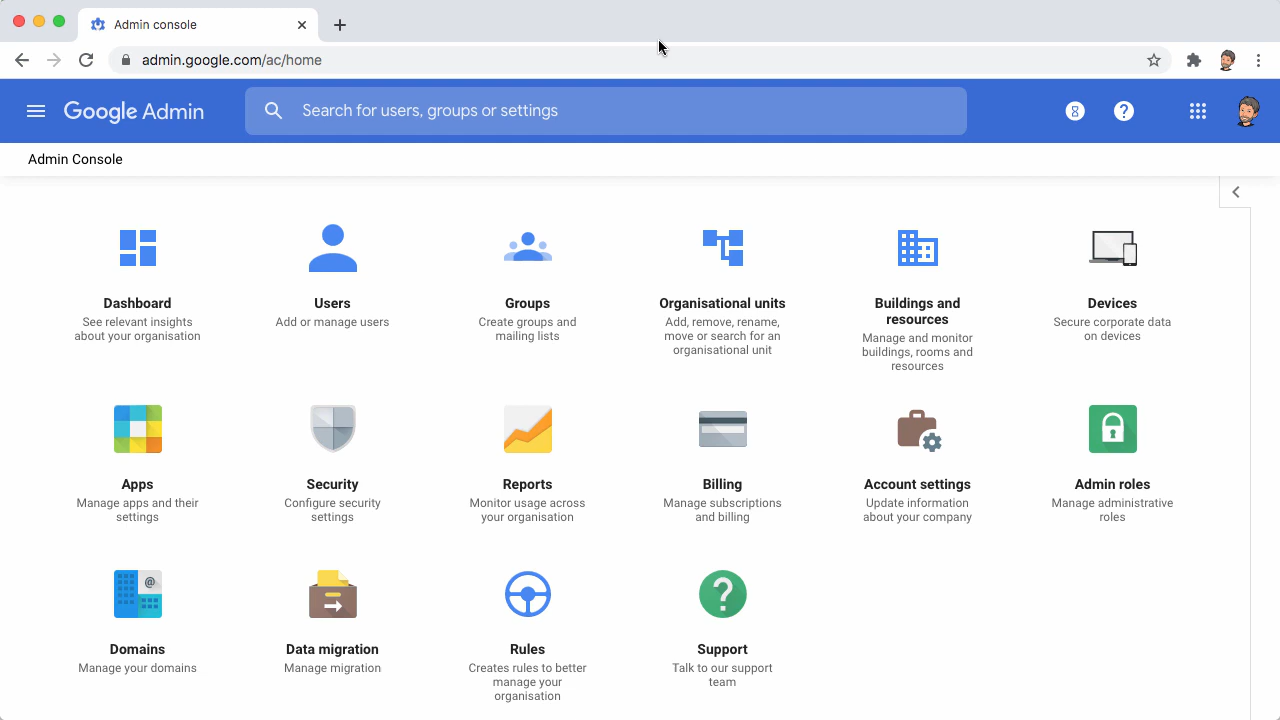 Admin console
admin.google.com/ac/home
Google Admin
Search for users, groups or settings
Admin Console
Dashboard
See relevant insights
about your organisation
Users
Add or manage users
Groups
Create groups and
mailing lists
Organisational units
Add, remove, rename,
move or search for an
organisational unit
Buildings and
resources
Manage and monitor
buildings, rooms and
resources
Devices
Secure corporate data
on devices
Apps
Manage apps and their
settings
Security
Configure security
settings
Reports
Monitor usage across
your organisation
Billing
Manage subscriptions
and billing
Account settings
Update information
about your company
Admin roles
Manage administrative
roles
Domains
Manage your domains
Data migration
Manage migration
Rules
Creates rules to better
manage your
organisation
Support
Talk to our support
team